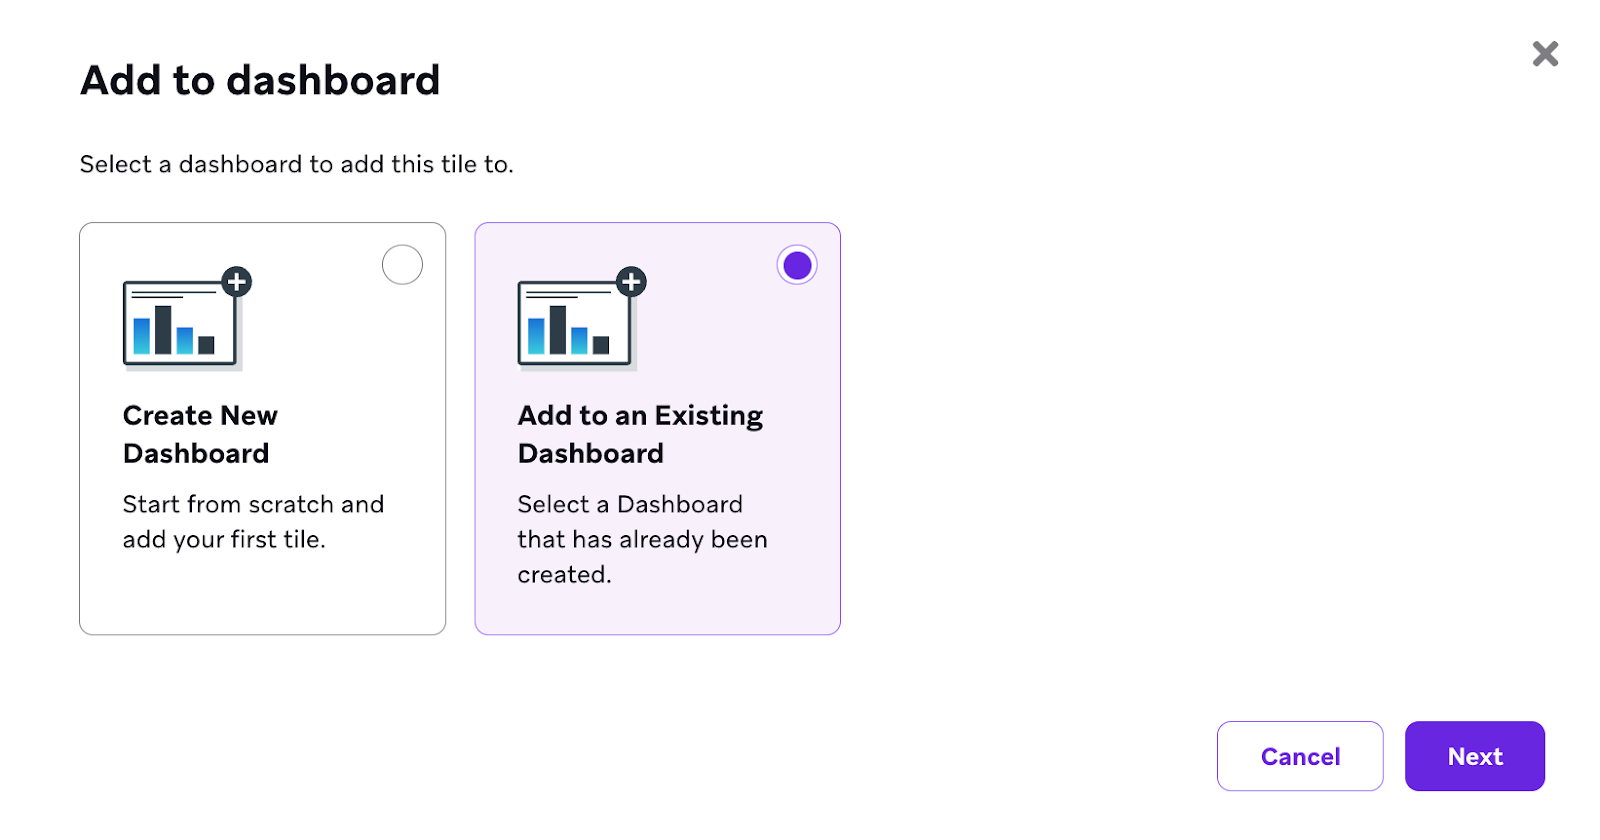 Add to dashboard
Select a dashboard to add this tile to.
Create New
Dashboard
Start from scratch and
add your first tile.
Add to an Existing
Dashboard
Select a Dashboard
that has already been
created.
Cancel
Next